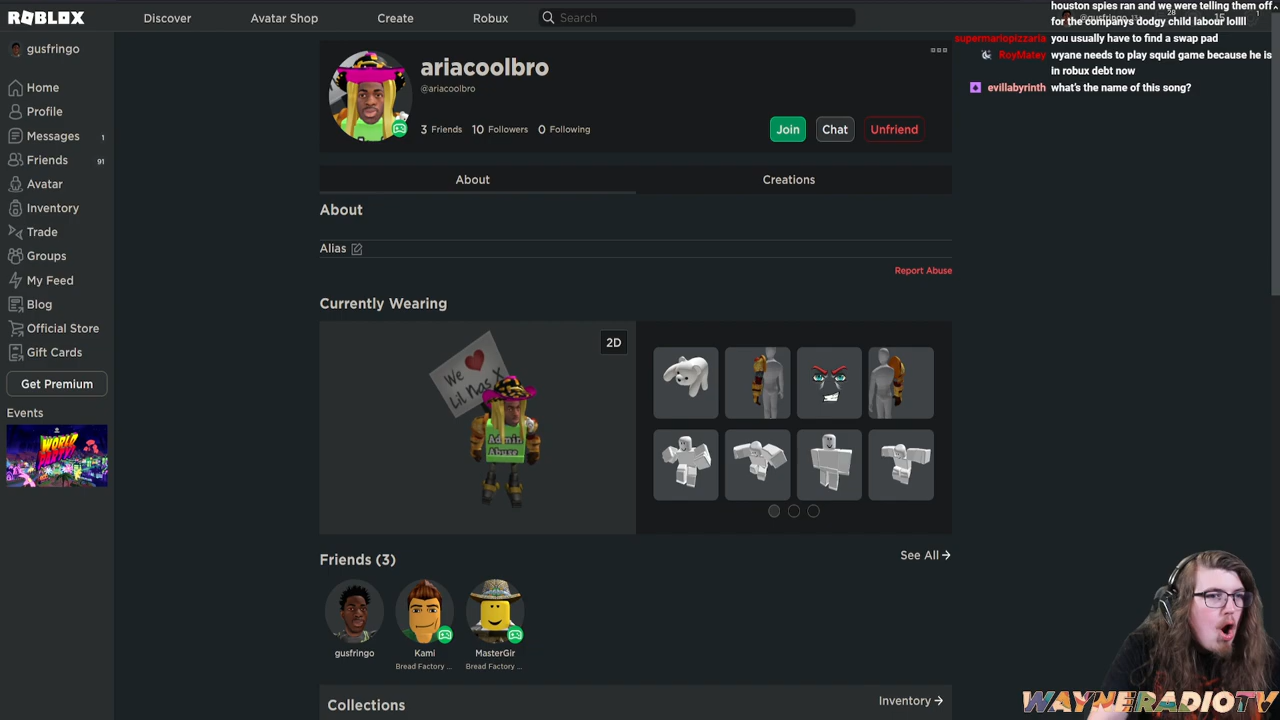 houston spies ran and we were telling them off
for the companys dodgy child labour lollll
supermariopizzaria you usually have to find a swap pad
RoyMatey wyane needs to play squid game because he is
in robux debt now
evillabyrinth what's the name of this song?
ROBLOX Discover Avatar Shop Create Robux Search
gusfringo
Home
Profile
Messages 1
Friends 91
Avatar
Inventory
Trade
Groups
My Feed
Blog
Official Store
Gift Cards
Get Premium
Events
WORLD PARTY
ariacoolbro
@ariacoolbro
3 Friends 10 Followers 0 Following
Join Chat Unfriend
About Creations
About
Alias
Report Abuse
Currently Wearing
2D
We
Lil Nas X
Admin
Abuse
Friends (3) See All
gusfringo Kami MasterGir
Bread Factory ... Bread Factory ...
Collections Inventory
WAYNERADIOTV